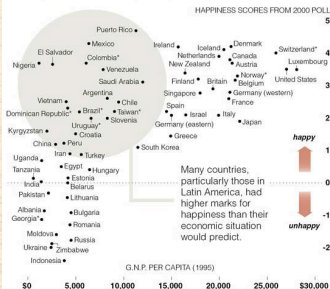 HAPPINESS SCORES FROM 2000 POLL
5
Puerto Rico
Mexico
Ireland
Iceland
Denmark
Netherlands
Canada
Switzerland*
4
El Salvador
Colombia*
New Zealand
Austria
Luxembourg
Nigeria
Venezuela
Finland
Norway*
United States
Saudi Arabia
Britain
Belgium
3
Argentina
Singapore
Germany (western)
Vietnam
Chile
France
Dominican Republic*
Brazil*
Taiwan*
Spain
Israel
Italy
2
Uruguay*
Slovenia
Germany (eastern)
Japan
Kyrgyzstan
Croatia
Greece
China
Peru
South Korea
happy
1
Iran
Turkey
Uganda
Egypt
Hungary
Tanzania
Estonia
India
Belarus
0
Many countries,
particularly those in
Latin America, had
higher marks for
happiness than their
economic situation
would predict.
Pakistan
Lithuania
Albania
Bulgaria
unhappy
-1
Georgia*
Romania
Moldova
Russia
Ukraine
Zimbabwe
-2
Indonesia
G.N.P. PER CAPITA (1995)
$0
5,000
10,000
15,000
20,000
25,000
$30,000